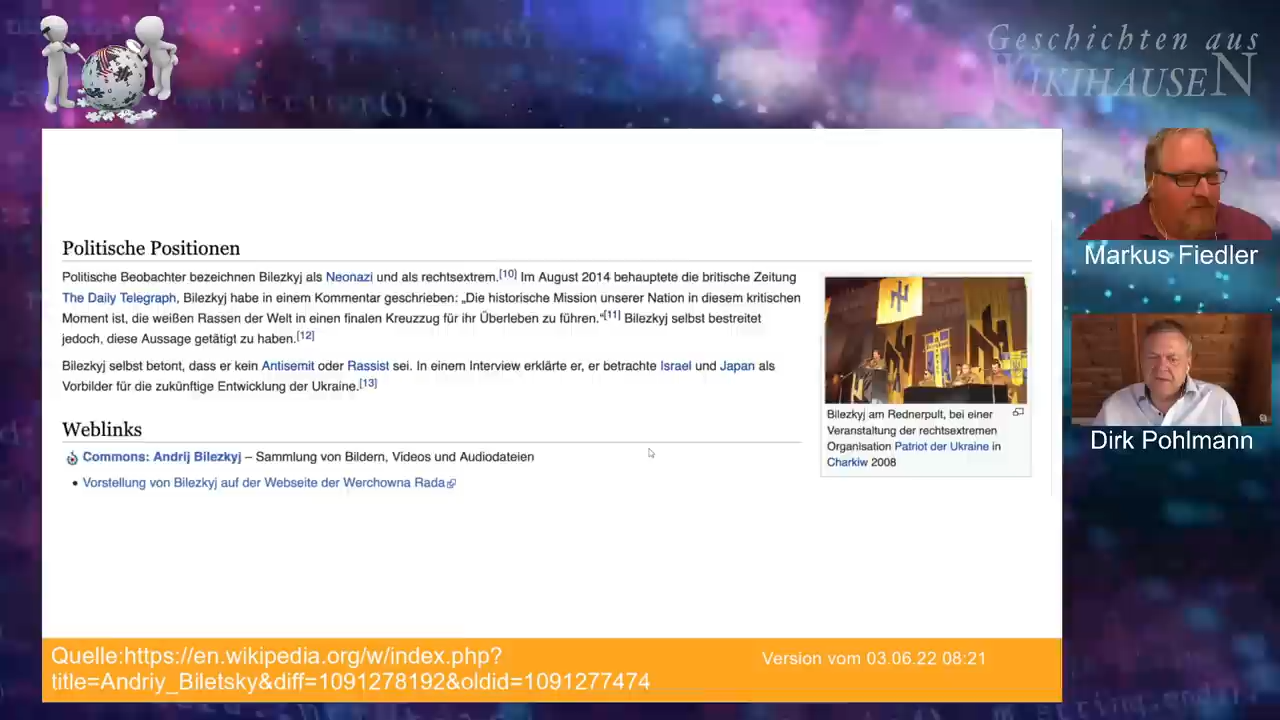 Geschichten aus
WIKIHAUSEN
Politische Positionen
Politische Beobachter bezeichnen Bilezkyj als Neonazi und als rechtsextrem.[10] Im August 2014 behauptete die britische Zeitung
The Daily Telegraph, Bilezkyj habe in einem Kommentar geschrieben: „Die historische Mission unserer Nation in diesem kritischen
Moment ist, die weißen Rassen der Welt in einen finalen Kreuzzug für ihr Überleben zu führen.“[11] Bilezkyj selbst bestreitet
jedoch, diese Aussage getätigt zu haben.[12]
Bilezkyj selbst betont, dass er kein Antisemit oder Rassist sei. In einem Interview erklärte er, er betrachte Israel und Japan als
Vorbilder für die zukünftige Entwicklung der Ukraine.[13]
Bilezkyj am Rednerpult, bei einer
Veranstaltung der rechtsextremen
Organisation Patriot der Ukraine in
Charkiw 2008
Weblinks
Commons: Andrij Bilezkyj – Sammlung von Bildern, Videos und Audiodateien
• Vorstellung von Bilezkyj auf der Webseite der Werchowna Rada
Markus Fiedler
Dirk Pohlmann
Quelle:https://en.wikipedia.org/w/index.php?
title=Andriy_Biletsky&diff=1091278192&oldid=1091277474
Version vom 03.06.22 08:21